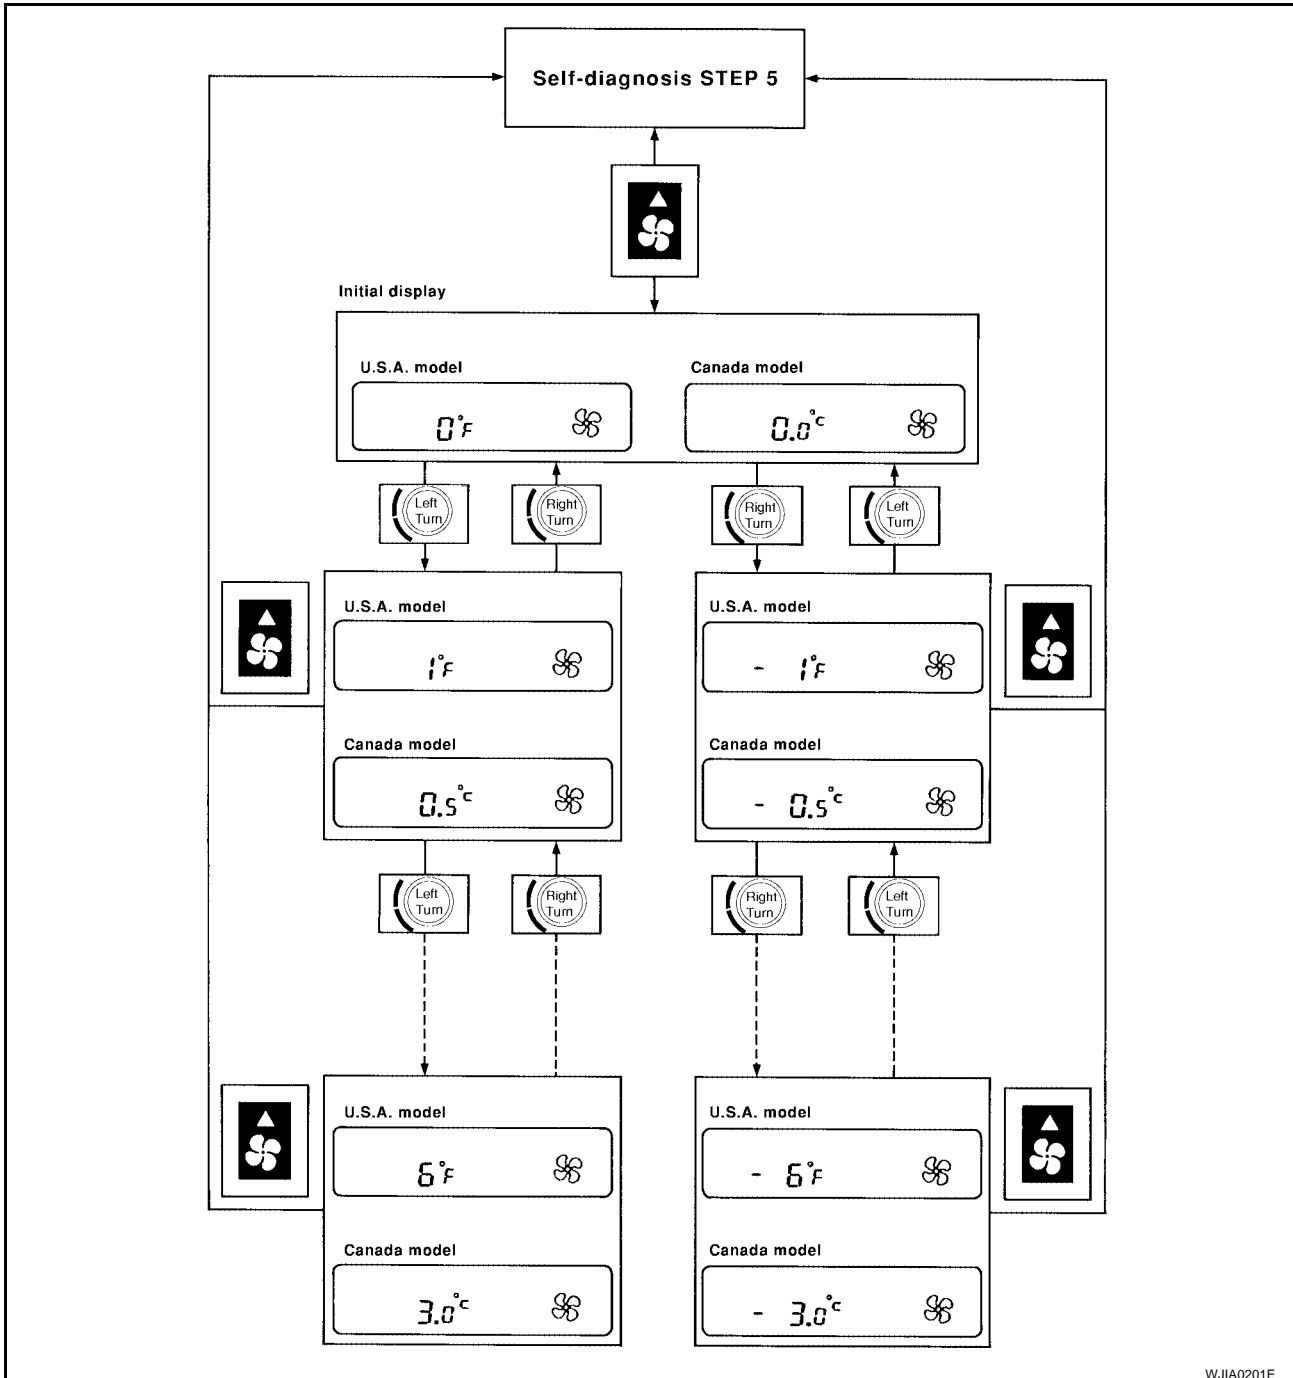 Self-diagnosis STEP 5
Initial display
U.S.A. model
Canada model
0°F
0.0°C
Left
Turn
Right
Turn
Right
Turn
Left
Turn
U.S.A. model
1°F
Canada model
0.5°C
U.S.A. model
- 1°F
Canada model
- 0.5°C
Left
Turn
Right
Turn
Right
Turn
Left
Turn
U.S.A. model
6°F
Canada model
3.0°C
U.S.A. model
- 6°F
Canada model
- 3.0°C
WJIA0201E